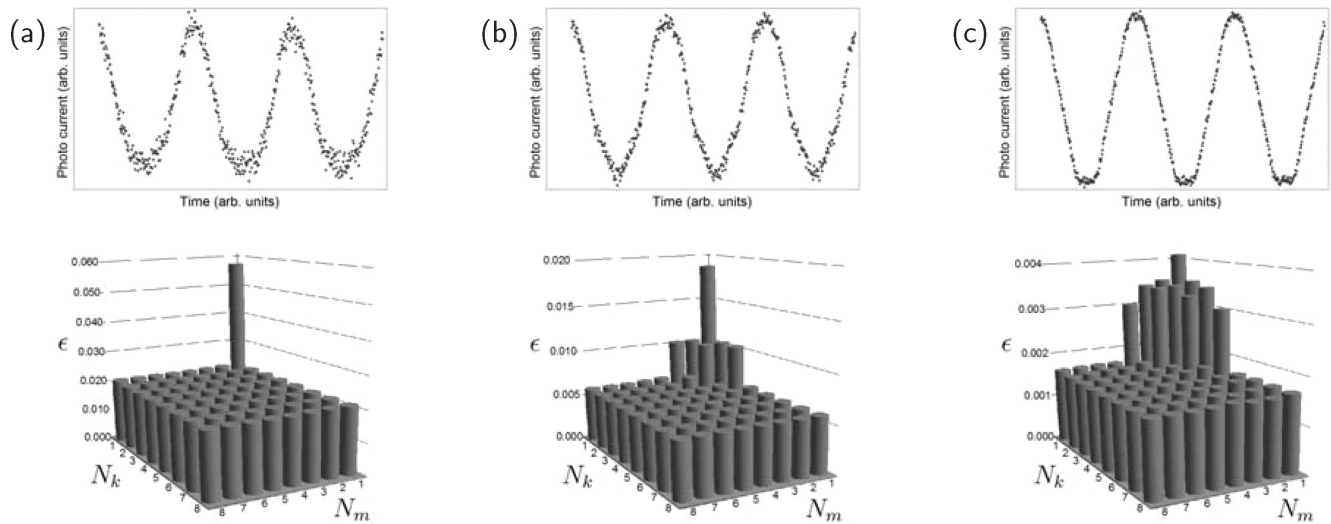 (a)
Photo current (arb. units)
Time (arb. units)
(b)
Photo current (arb. units)
Time (arb. units)
(c)
Photo current (arb. units)
Time (arb. units)
0.060
0.050
0.040
0.030
0.020
0.010
0.000
ϵ
1 2 3 4 5 6 7 8
N_k
8 7 6 5 4 3 2 1
N_m
0.020
0.015
0.010
0.005
0.000
ϵ
1 2 3 4 5 6 7 8
N_k
8 7 6 5 4 3 2 1
N_m
0.004
0.003
0.002
0.001
0.000
ϵ
1 2 3 4 5 6 7 8
N_k
8 7 6 5 4 3 2 1
N_m